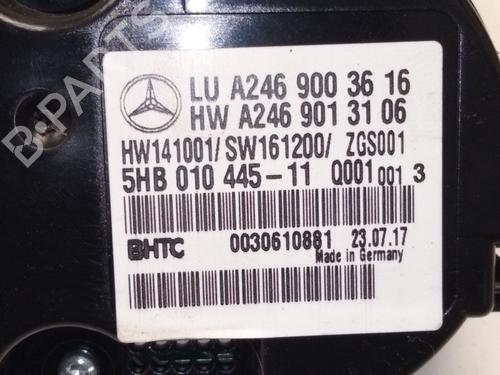 LU A246 900 36 16
HW A246 901 31 06
HW141001/SW161200/ ZGS001
5HB 010 445-11 Q001 001 3
BHTC 0030610881 23.07.17
Made in Germany
B-PARTS